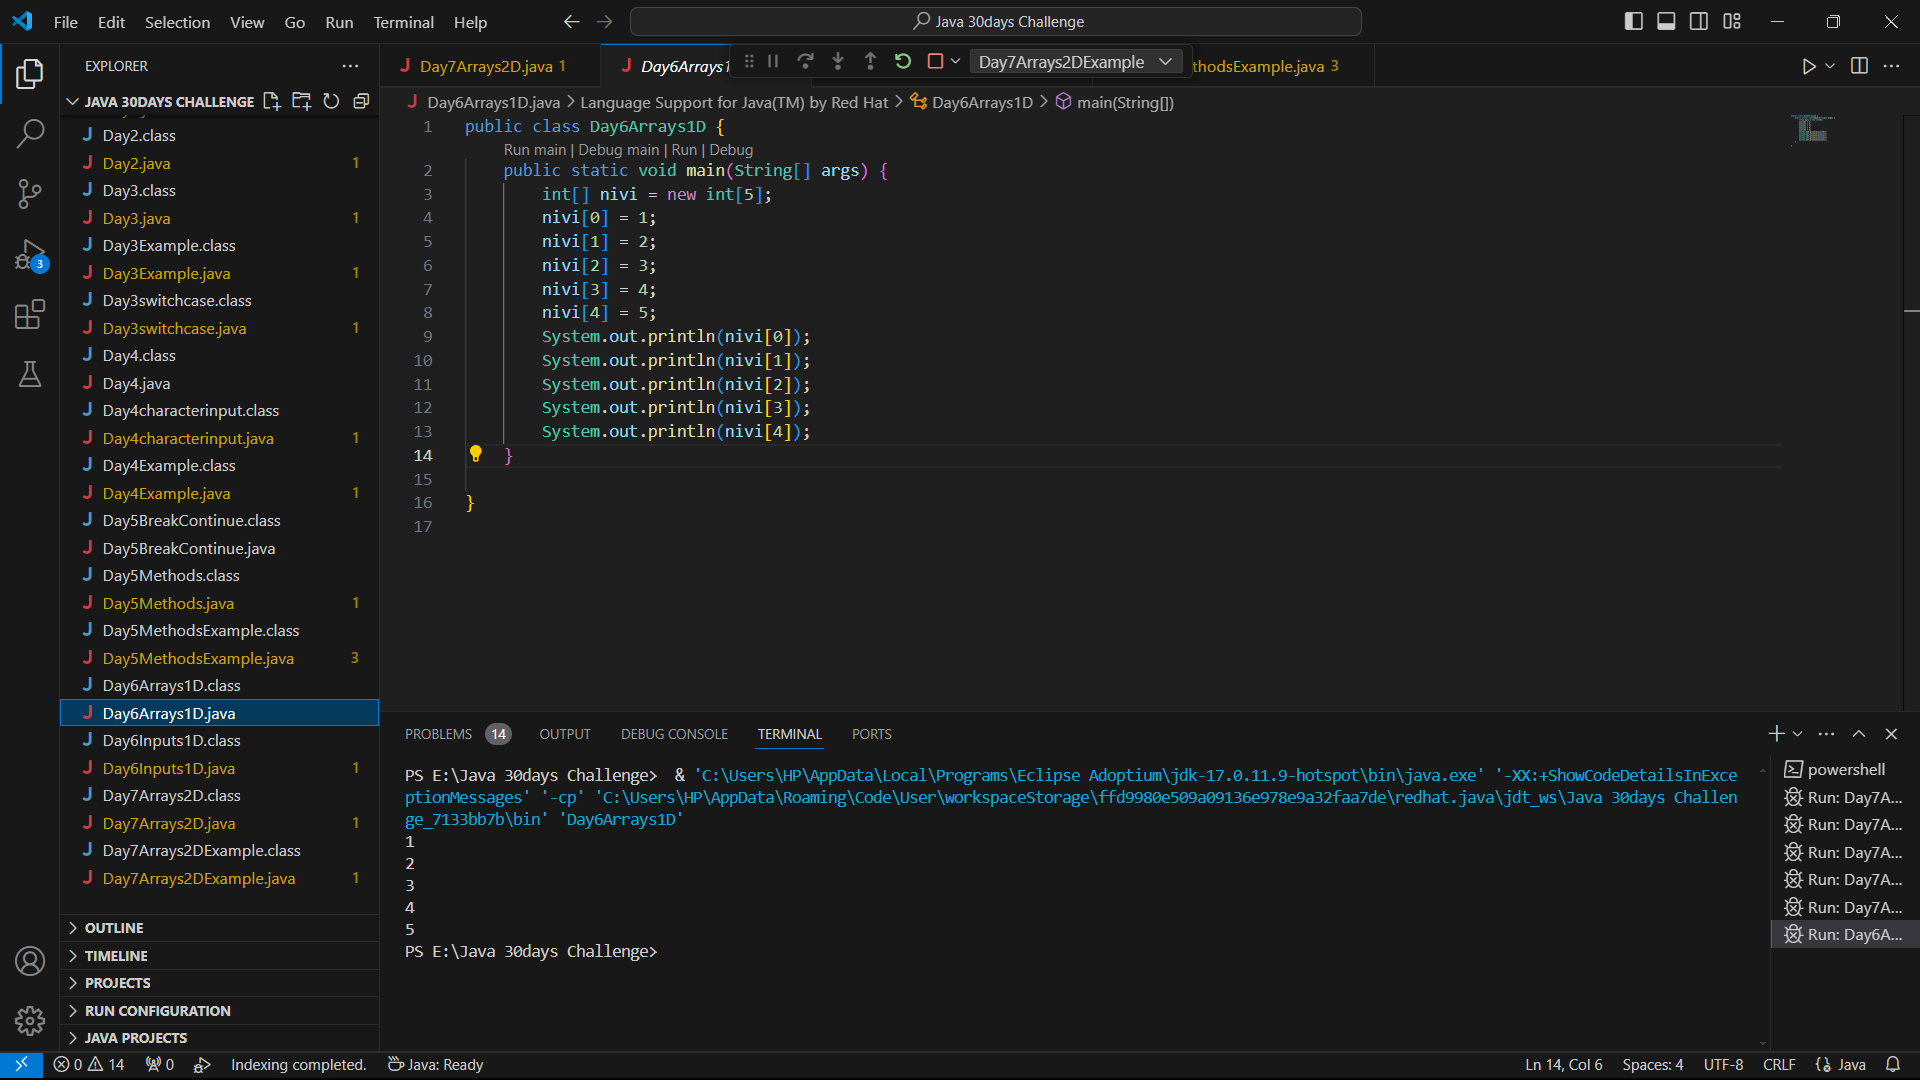 File Edit Selection View Go Run Terminal Help
Java 30days Challenge
EXPLORER
JAVA 30DAYS CHALLENGE
Day2.class
Day2.java 1
Day3.class
Day3.java 1
Day3Example.class
Day3Example.java 1
Day3switchcase.class
Day3switchcase.java 1
Day4.class
Day4.java
Day4characterinput.class
Day4characterinput.java 1
Day4Example.class
Day4Example.java 1
Day5BreakContinue.class
Day5BreakContinue.java
Day5Methods.class
Day5Methods.java 1
Day5MethodsExample.class
Day5MethodsExample.java 3
Day6Arrays1D.class
Day6Arrays1D.java
Day6Inputs1D.class
Day6Inputs1D.java 1
Day7Arrays2D.class
Day7Arrays2D.java 1
Day7Arrays2DExample.class
Day7Arrays2DExample.java 1
OUTLINE
TIMELINE
PROJECTS
RUN CONFIGURATION
JAVA PROJECTS
3
Day7Arrays2D.java 1
Day6Arrays1
Day7Arrays2DExample
thodsExample.java 3
Day6Arrays1D.java > Language Support for Java(TM) by Red Hat > Day6Arrays1D > main(String[])
1 public class Day6Arrays1D {
Run main | Debug main | Run | Debug
2 public static void main(String[] args) {
3 int[] nivi = new int[5];
4 nivi[0] = 1;
5 nivi[1] = 2;
6 nivi[2] = 3;
7 nivi[3] = 4;
8 nivi[4] = 5;
9 System.out.println(nivi[0]);
10 System.out.println(nivi[1]);
11 System.out.println(nivi[2]);
12 System.out.println(nivi[3]);
13 System.out.println(nivi[4]);
14 }
15
16 }
17
PROBLEMS 14 OUTPUT DEBUG CONSOLE TERMINAL PORTS
PS E:\Java 30days Challenge>  & 'C:\Users\HP\AppData\Local\Programs\Eclipse Adoptium\jdk-17.0.11.9-hotspot\bin\java.exe' '-XX:+ShowCodeDetailsInExce
ptionMessages' '-cp' 'C:\Users\HP\AppData\Roaming\Code\User\workspaceStorage\ffd9980e509a09136e978e9a32faa7de\redhat.java\jdt_ws\Java 30days Challen
ge_7133bb7b\bin' 'Day6Arrays1D'
1
2
3
4
5
PS E:\Java 30days Challenge>
powershell
Run: Day7A...
Run: Day7A...
Run: Day7A...
Run: Day7A...
Run: Day7A...
Run: Day6A...
0 14 0 Indexing completed. Java: Ready
Ln 14, Col 6 Spaces: 4 UTF-8 CRLF Java